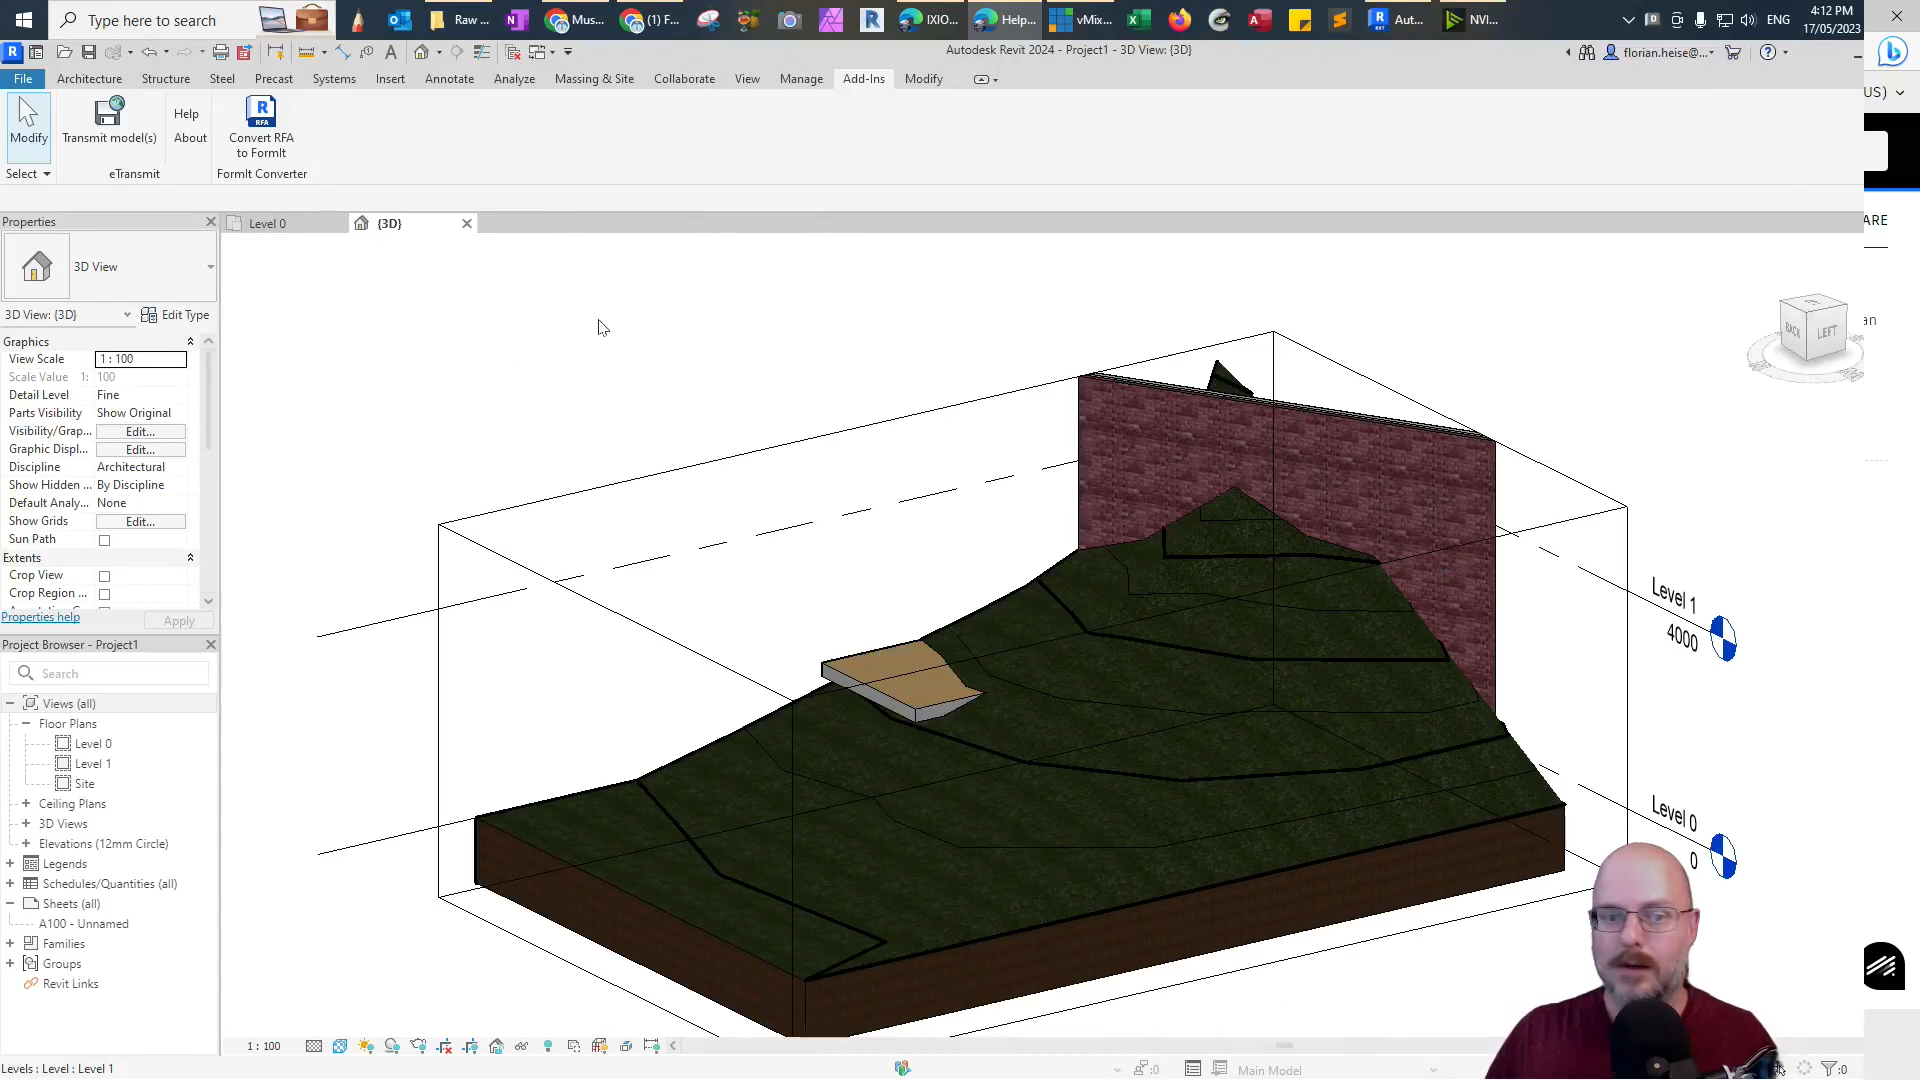 Type here to search
Raw ...
Mus...
(1) F...
IXIO...
Help...
vMix...
Aut...
NVI...
ENG
4:12 PM
17/05/2023
Autodesk Revit 2024 - Project1 - 3D View: {3D}
florian.heise@...
File
Architecture
Structure
Steel
Precast
Systems
Insert
Annotate
Analyze
Massing & Site
Collaborate
View
Manage
Add-Ins
Modify
US)
Modify
Transmit model(s)
Help
About
Convert RFA
to FormIt
Select
eTransmit
FormIt Converter
ARE
Properties
Level 0
{3D}
3D View
3D View: {3D}
Edit Type
an
Graphics
View Scale 1 : 100
Scale Value 1: 100
Detail Level Fine
Parts Visibility Show Original
Visibility/Grap... Edit...
Graphic Displ... Edit...
Discipline Architectural
Show Hidden ... By Discipline
Default Analy... None
Show Grids Edit...
Sun Path
Extents
Crop View
Crop Region ...
Properties help
Apply
Project Browser - Project1
Search
Views (all)
Floor Plans
Level 0
Level 1
Site
Ceiling Plans
3D Views
Elevations (12mm Circle)
Legends
Schedules/Quantities (all)
Sheets (all)
A100 - Unnamed
Families
Groups
Revit Links
BACK
LEFT
Level 1
4000
Level 0
0
1 : 100
Levels : Level : Level 1
:0
Main Model
:0